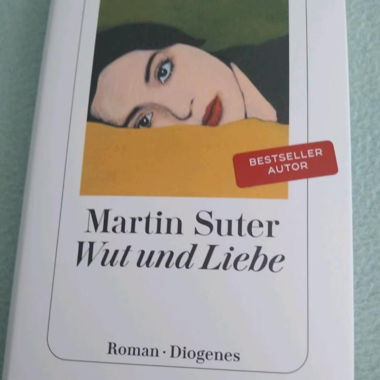 BESTSELLER
AUTOR
Martin Suter
Wut und Liebe
Roman · Diogenes